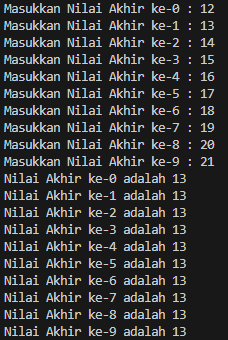 Masukkan Nilai Akhir ke-0 : 12
Masukkan Nilai Akhir ke-1 : 13
Masukkan Nilai Akhir ke-2 : 14
Masukkan Nilai Akhir ke-3 : 15
Masukkan Nilai Akhir ke-4 : 16
Masukkan Nilai Akhir ke-5 : 17
Masukkan Nilai Akhir ke-6 : 18
Masukkan Nilai Akhir ke-7 : 19
Masukkan Nilai Akhir ke-8 : 20
Masukkan Nilai Akhir ke-9 : 21
Nilai Akhir ke-0 adalah 13
Nilai Akhir ke-1 adalah 13
Nilai Akhir ke-2 adalah 13
Nilai Akhir ke-3 adalah 13
Nilai Akhir ke-4 adalah 13
Nilai Akhir ke-5 adalah 13
Nilai Akhir ke-6 adalah 13
Nilai Akhir ke-7 adalah 13
Nilai Akhir ke-8 adalah 13
Nilai Akhir ke-9 adalah 13